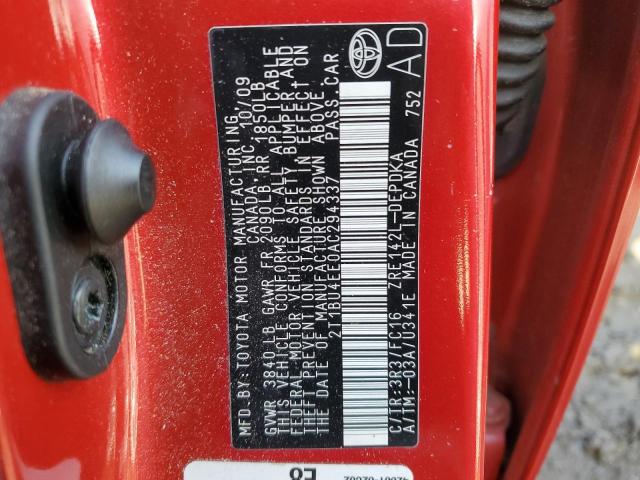 MFD.BY:TOYOTA MOTOR MANUFACTURING
CANADA, INC. 10/09
GVWR 3840LB GAWR FR 2090LB,RR 1850LB
THIS VEHICLE CONFORMS TO ALL APPLICABLE
FEDERAL MOTOR VEHICLE SAFETY, BUMPER, AND
THEFT PREVENTION STANDARDS IN EFFECT ON
THE DATE OF MANUFACTURE SHOWN ABOVE.
2T1BU4EE0AC294337 PASS.CAR
C/TR:3R3/FC16 ZRE142L-DEPDKA
A/TM:-03A/U341E MADE IN CANADA 752
TOYOTA
AD